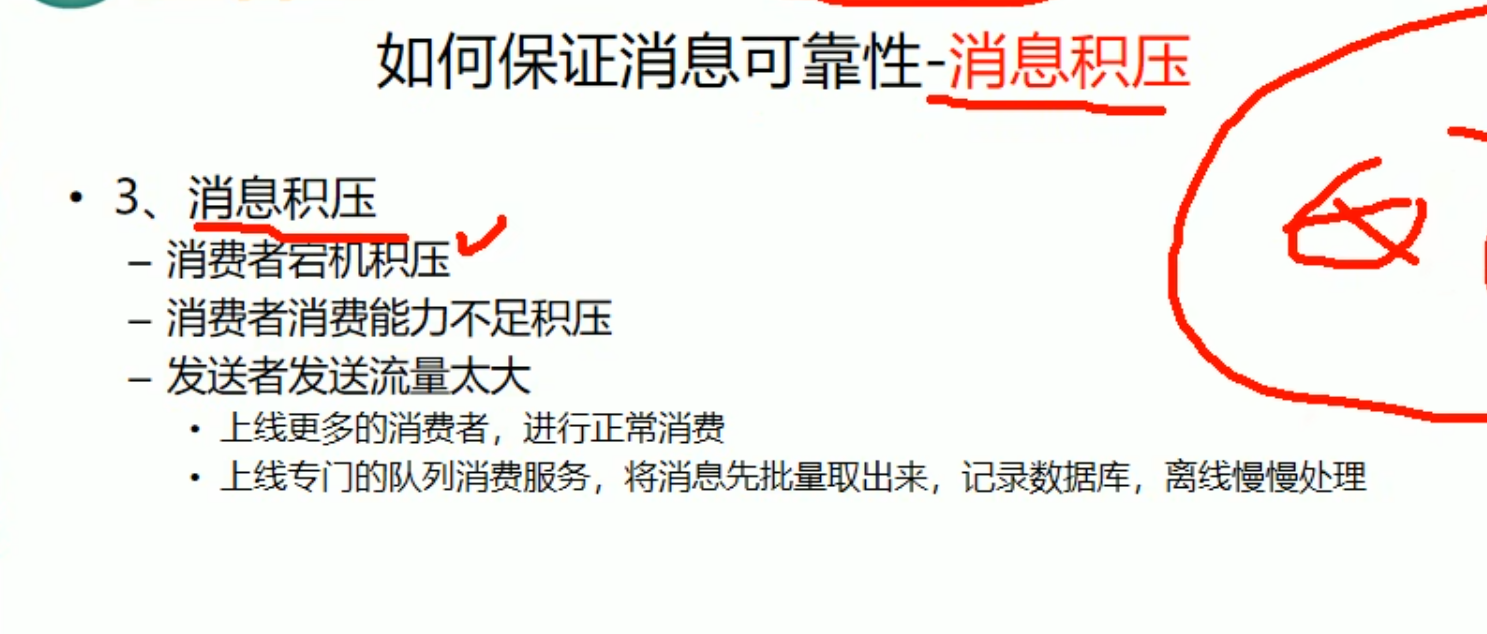 如何保证消息可靠性-消息积压
• 3、消息积压
– 消费者宕机积压
– 消费者消费能力不足积压
– 发送者发送流量太大
• 上线更多的消费者，进行正常消费
• 上线专门的队列消费服务，将消息先批量取出来，记录数据库，离线慢慢处理